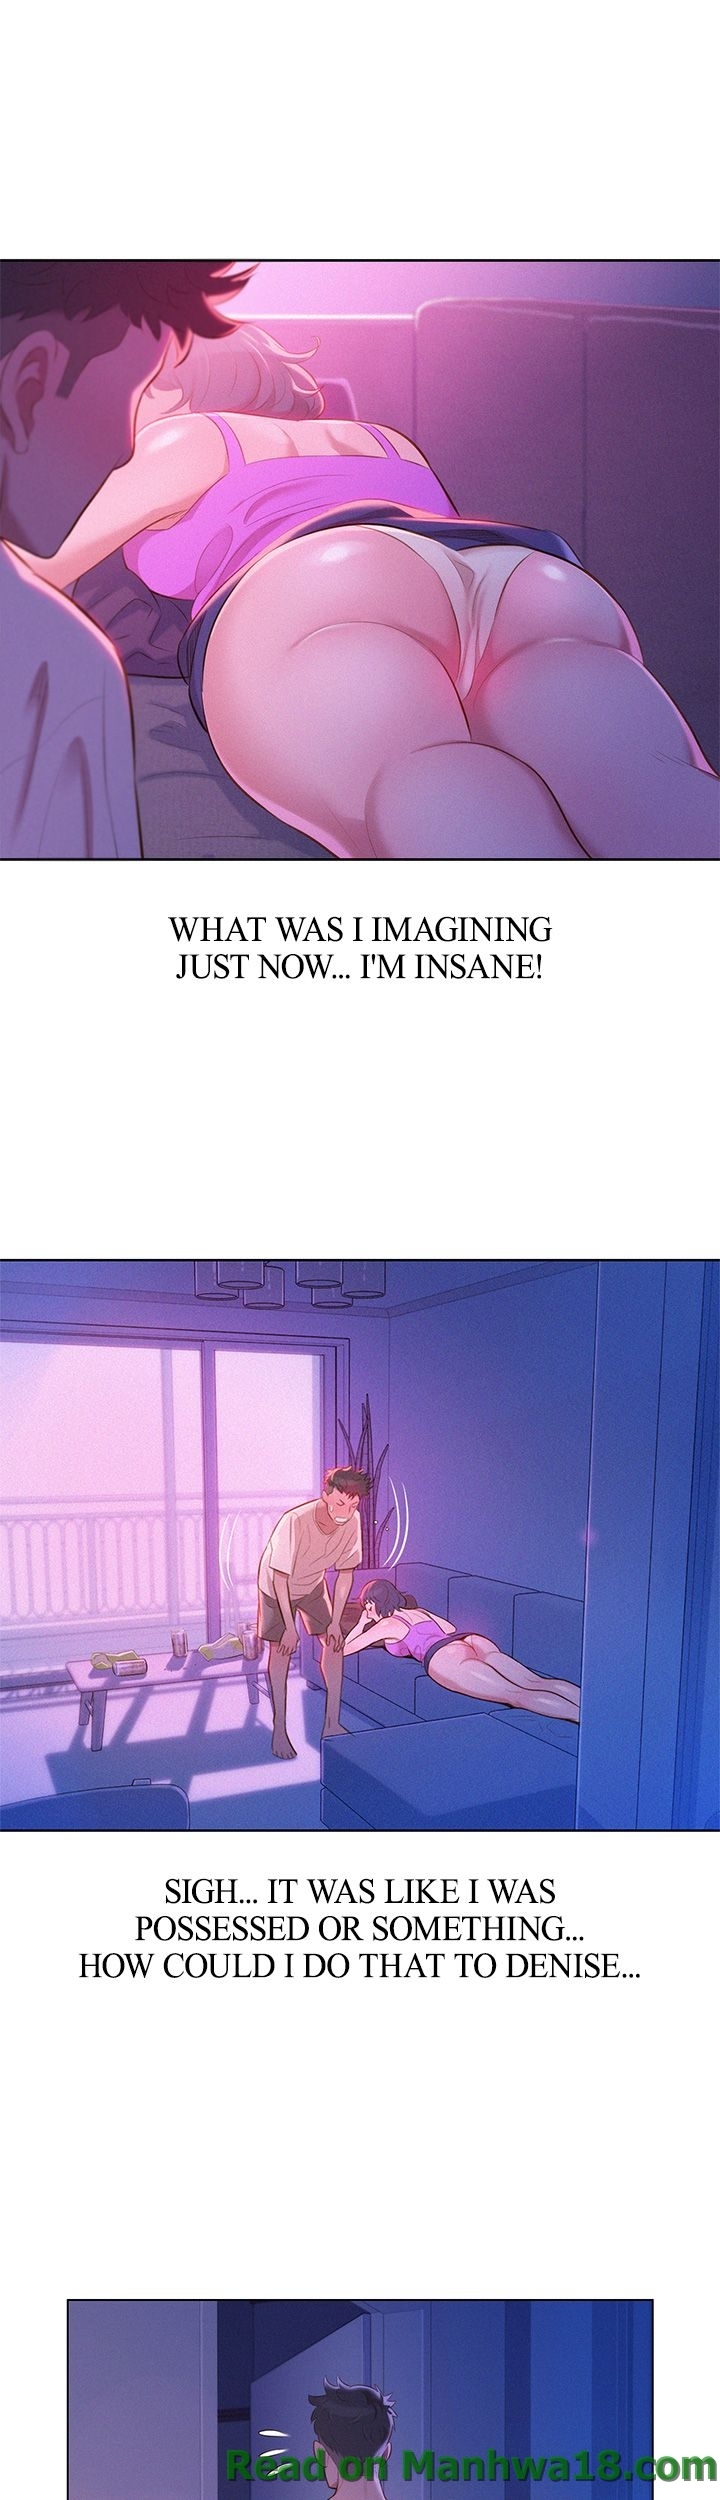 WHAT WAS I IMAGINING
JUST NOW... I'M INSANE!
SIGH... IT WAS LIKE I WAS
POSSESSED OR SOMETHING...
HOW COULD I DO THAT TO DENISE...
Read on Manhwa18.com